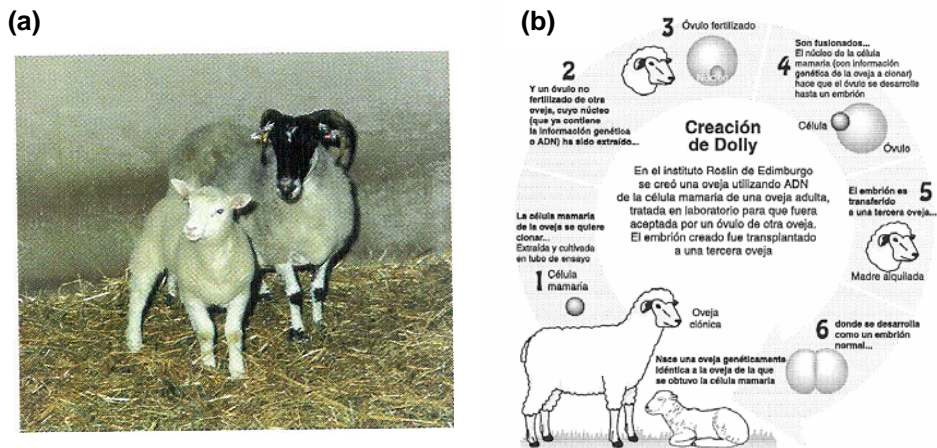 (a)
(b)
3
Óvulo fertilizado
Núcleo
2
Y un óvulo no
fertilizado de otra
oveja, cuyo núcleo
(que ya contiene
la información genética
o ADN) ha sido extraído...
4
Son fusionados...
El núcleo de la célula
mamaria (con información
genética de la oveja a clonar)
hace que el óvulo se desarrolle
hasta un embrión
Célula
Óvulo
Creación
de Dolly
En el instituto Roslin de Edimburgo
se creó una oveja utilizando ADN
de la célula mamaria de una oveja adulta,
tratada en laboratorio para que fuera
aceptada por un óvulo de otra oveja.
El embrión creado fue transplantado
a una tercera oveja
5
El embrión es
transferido
a una tercera oveja...
Madre alquilada
La célula mamaria
de la oveja se quiere
clonar...
Extraída y cultivada
en tubo de ensayo
1 Célula
mamaria
Oveja
clónica
6
donde se desarrolla
como un embrión
normal...
Nace una oveja genéticamente
idéntica a la oveja de la que
se obtuvo la célula mamaria